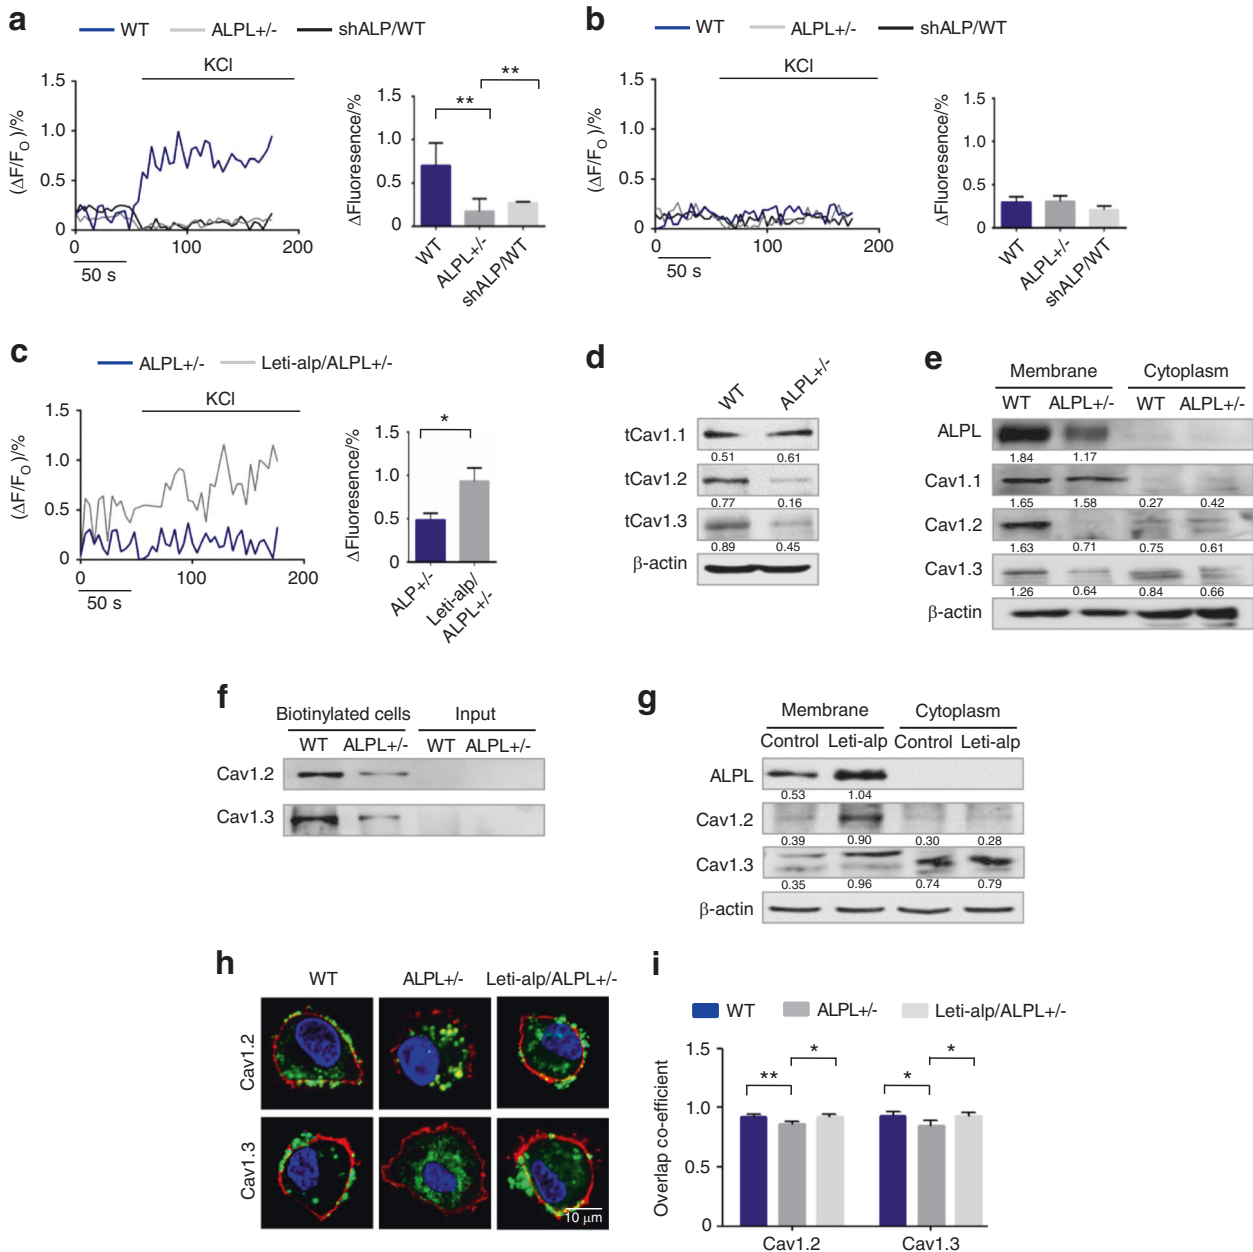 a
WT ALPL+/- shALP/WT
KCl
(ΔF/FO)/%
1.5
1.0
0.5
0
0 100 200
50 s
ΔFluoresence/%
1.5
1.0
0.5
0
**
**
WT ALPL+/- shALP/WT
b
WT ALPL+/- shALP/WT
KCl
(ΔF/FO)/%
1.5
1.0
0.5
0
0 100 200
50 s
ΔFluoresence/%
1.5
1.0
0.5
0
WT ALPL+/- shALP/WT
c
ALPL+/- Leti-alp/ALPL+/-
KCl
(ΔF/FO)/%
1.5
1.0
0.5
0
0 100 200
50 s
ΔFluoresence/%
1.5
1.0
0.5
0
*
ALP+/- Leti-alp/
ALPL+/-
d
WT ALPL+/-
tCav1.1
0.51 0.61
tCav1.2
0.77 0.16
tCav1.3
0.89 0.45
β-actin
e
Membrane Cytoplasm
WT ALPL+/- WT ALPL+/-
ALPL
1.84 1.17
Cav1.1
1.65 1.58 0.27 0.42
Cav1.2
1.63 0.71 0.75 0.61
Cav1.3
1.26 0.64 0.84 0.66
β-actin
f
Biotinylated cells Input
WT ALPL+/- WT ALPL+/-
Cav1.2
Cav1.3
g
Membrane Cytoplasm
Control Leti-alp Control Leti-alp
ALPL
0.53 1.04
Cav1.2
0.39 0.90 0.30 0.28
Cav1.3
0.35 0.96 0.74 0.79
β-actin
h
WT ALPL+/- Leti-alp/ALPL+/-
Cav1.2
Cav1.3
10 μm
i
WT ALPL+/- Leti-alp/ALPL+/-
Overlap co-efficient
1.5
1.0
0.5
0
** * * *
Cav1.2 Cav1.3